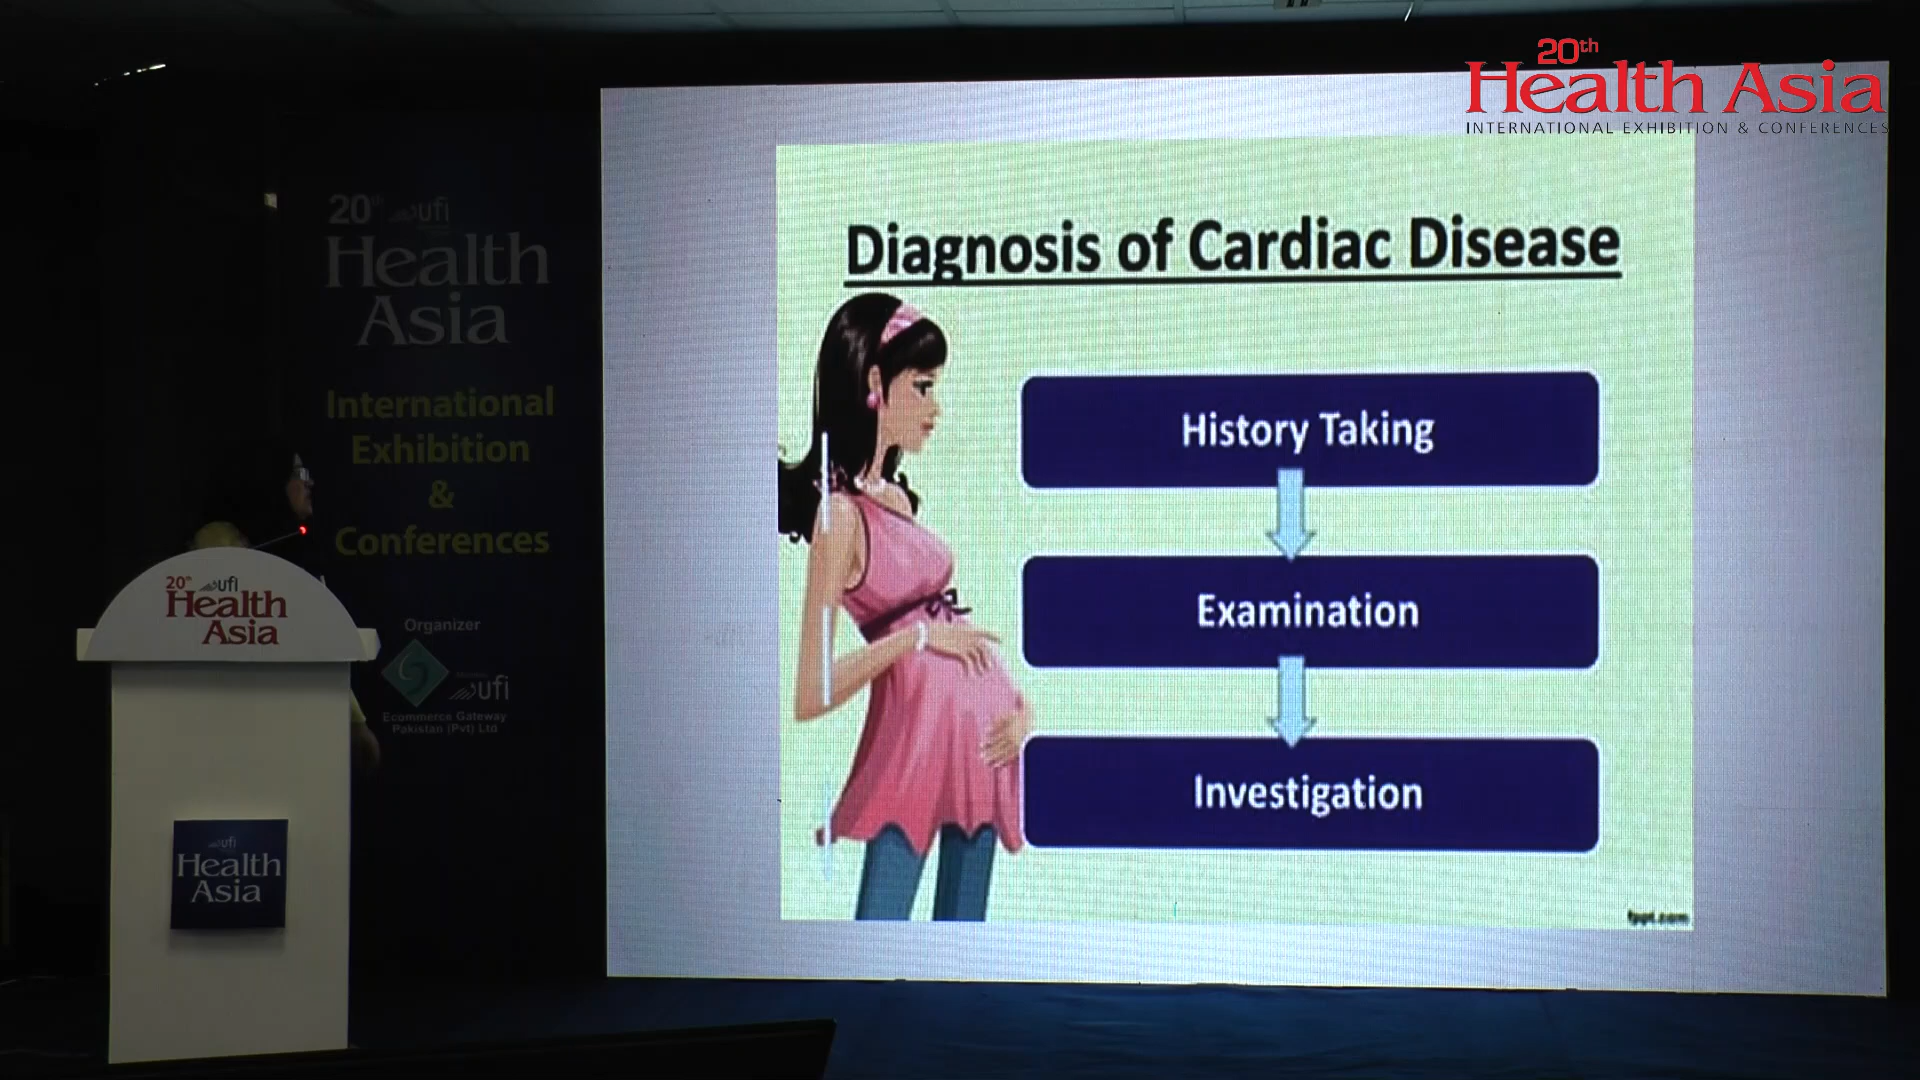 20th
Health Asia
INTERNATIONAL EXHIBITION & CONFERENCES
20th ufi
Health
Asia
International
Exhibition
&
Conferences
Organizer
ufi
Ecommerce Gateway
Pakistan (Pvt) Ltd
20th ufi
Health
Asia
ufi
Health
Asia
Diagnosis of Cardiac Disease
History Taking
Examination
Investigation
fppt.com